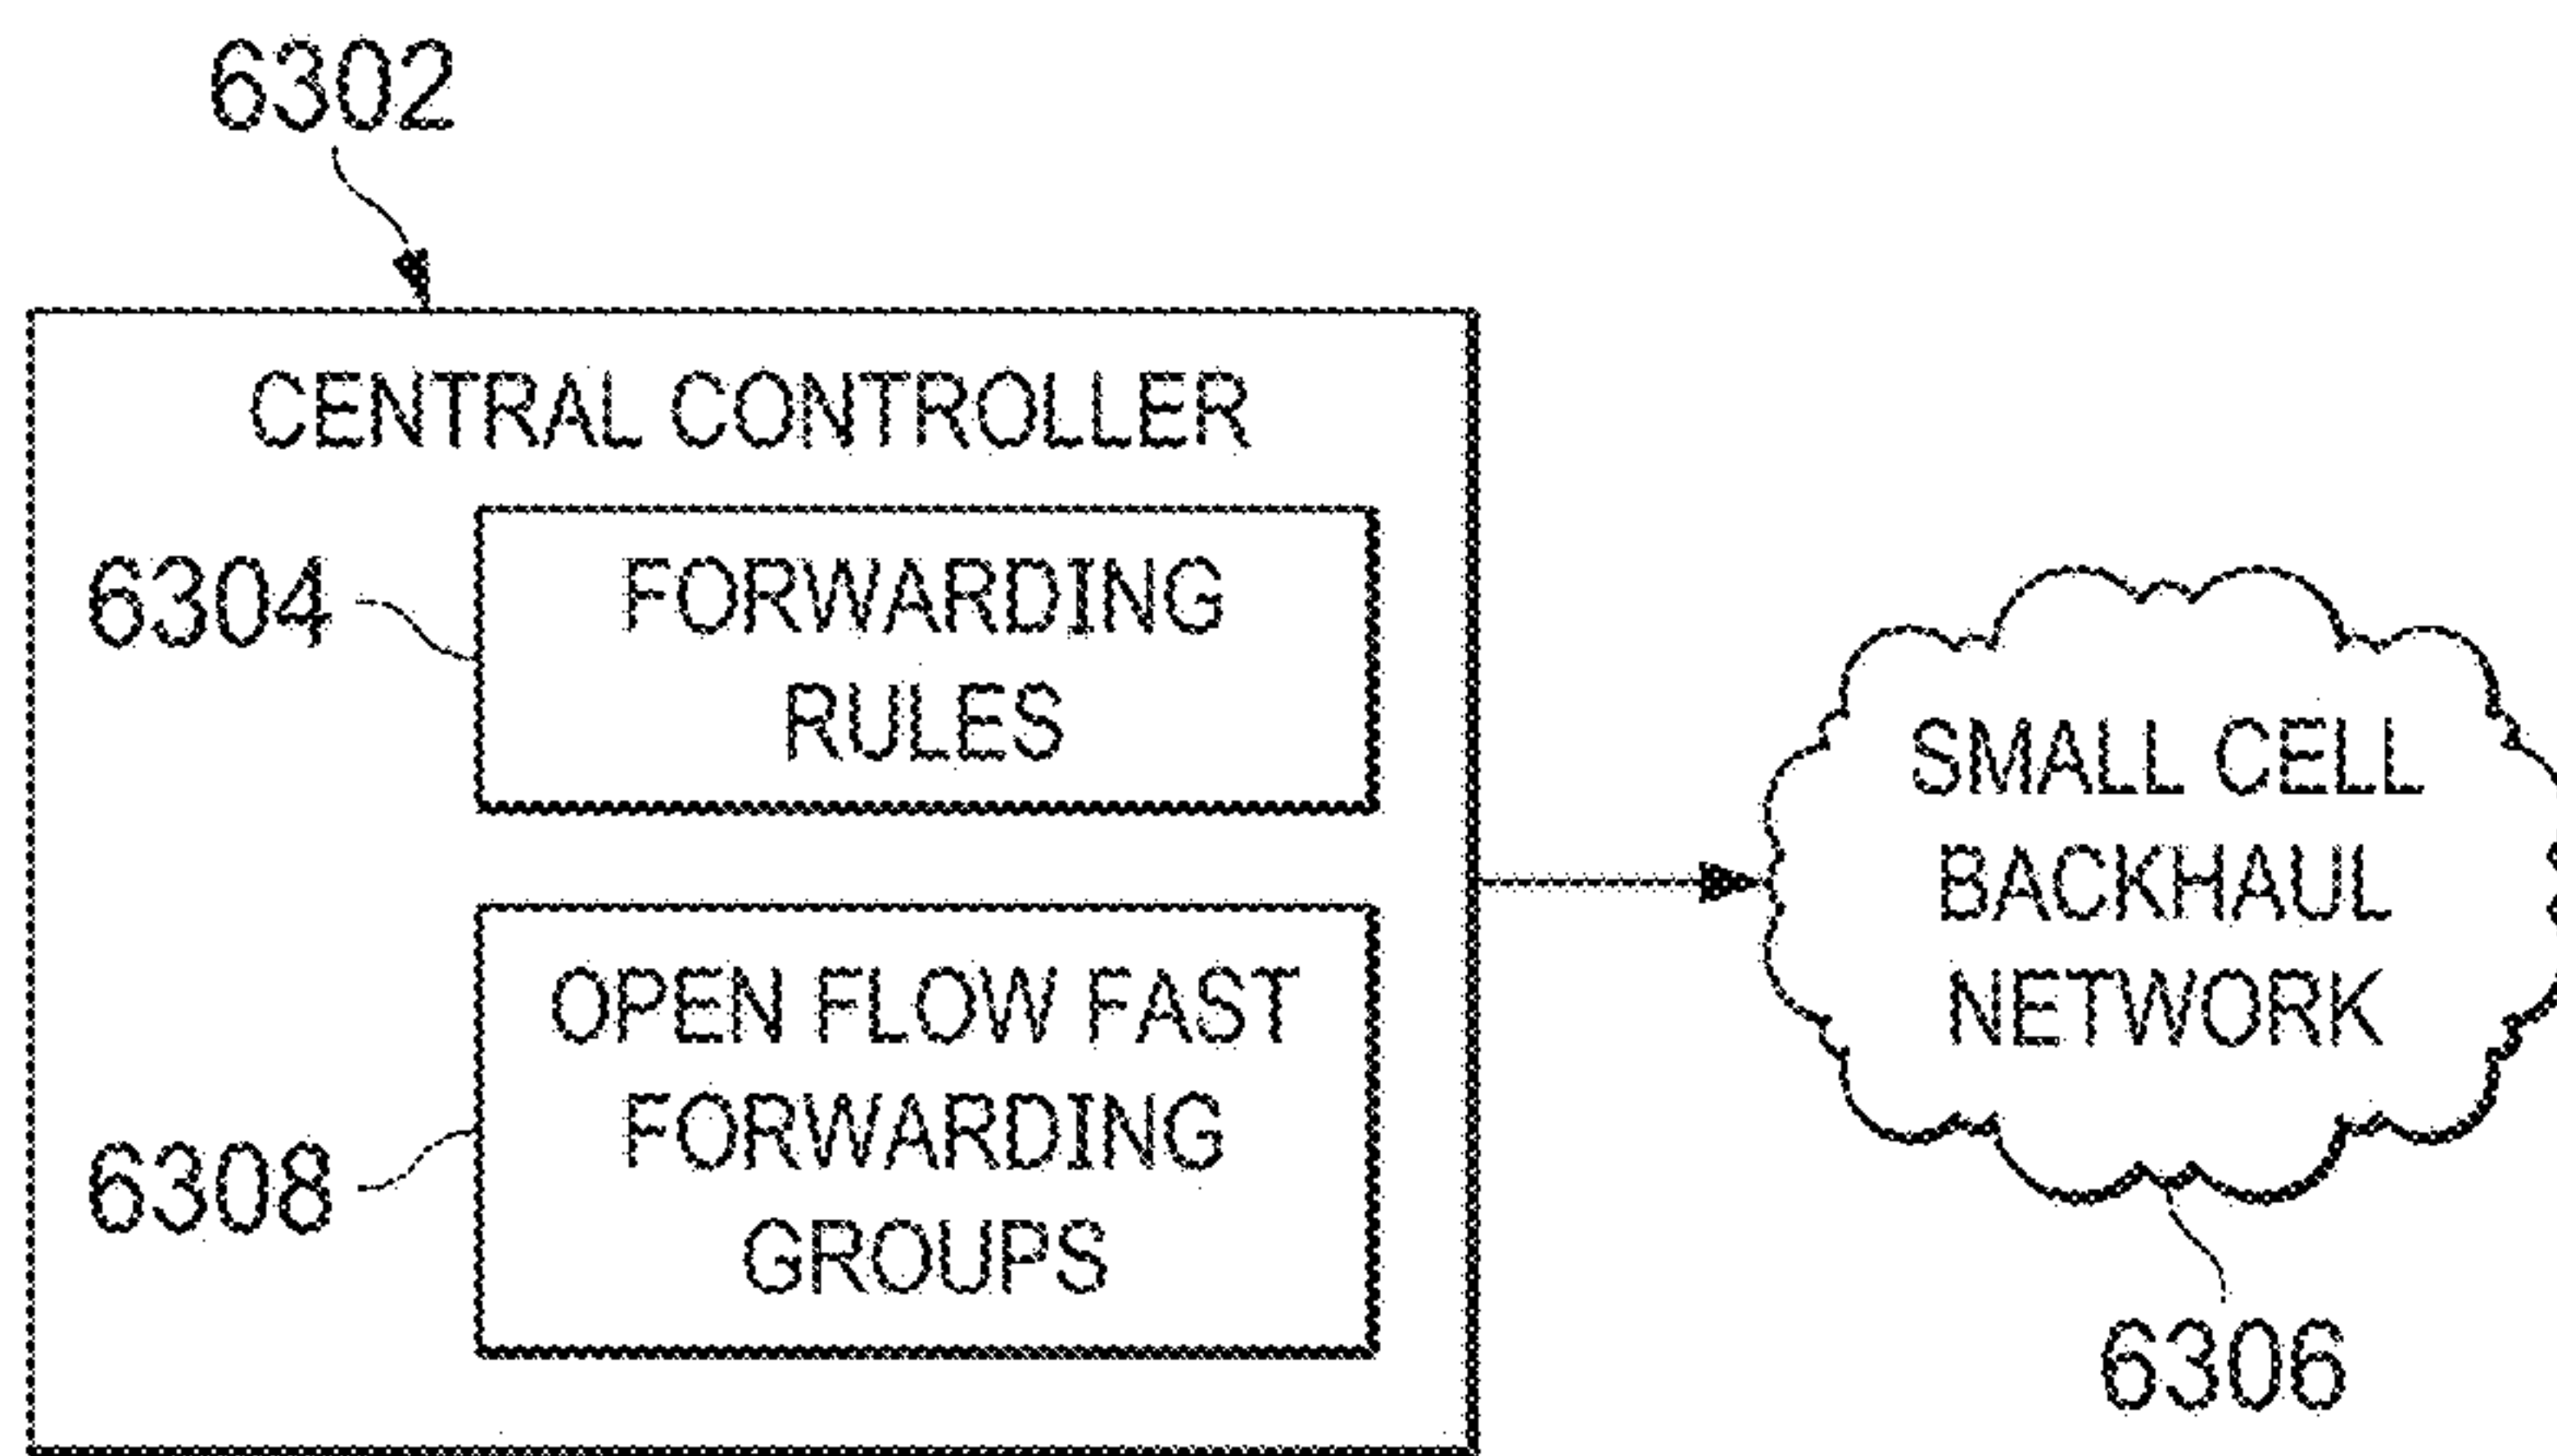 6302
CENTRAL CONTROLLER
6304
FORWARDING
RULES
6308
OPEN FLOW FAST
FORWARDING
GROUPS
SMALL CELL
BACKHAUL
NETWORK
6306